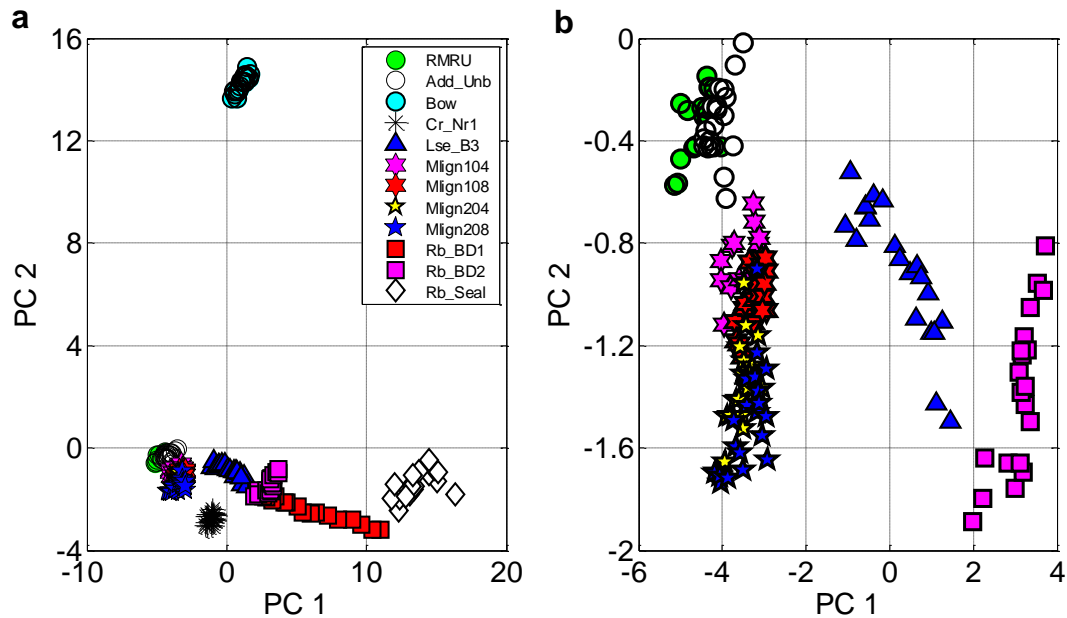 a
16
12
8
4
0
-4
-10
0
10
20
PC 1
PC 2
RMRU
Add_Unb
Bow
Cr_Nr1
Lse_B3
Mlign104
Mlign108
Mlign204
Mlign208
Rb_BD1
Rb_BD2
Rb_Seal
b
0
-0.4
-0.8
-1.2
-1.6
-2
-6
-4
-2
0
2
4
PC 1
PC 2